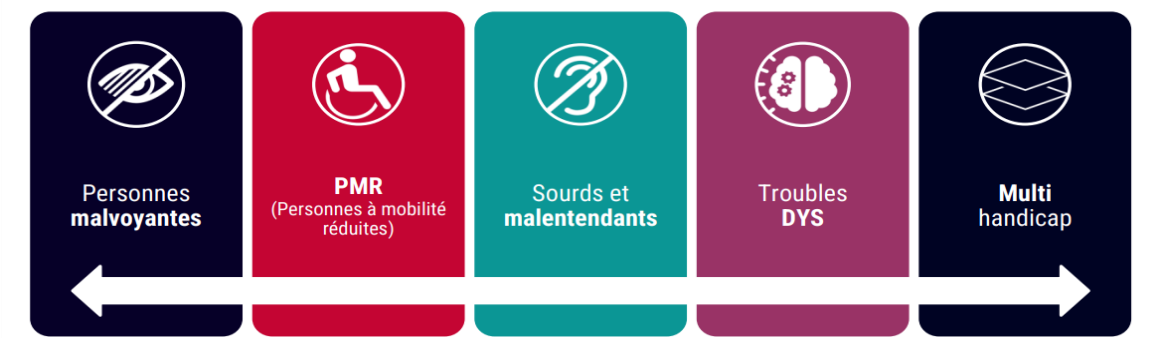 Personnes
malvoyantes
PMR
(Personnes à mobilité
réduites)
Sourds et
malentendants
Troubles
DYS
Multi
handicap